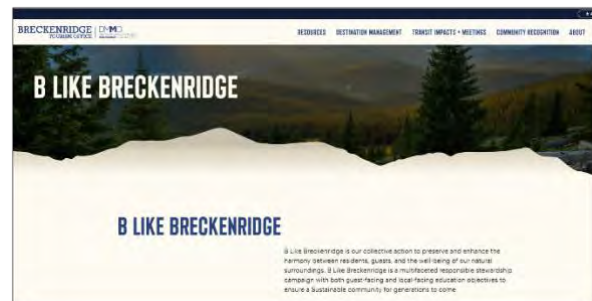 BRECKENRIDGE
TOURISM OFFICE
RESOURCES DESTINATION MANAGEMENT TRANSIT IMPACTS + MEETINGS COMMUNITY RECOGNITION ABOUT
B LIKE BRECKENRIDGE
B LIKE BRECKENRIDGE
B Like Breckenridge is our collective action to preserve and enhance the
harmony between residents, guests, and the well-being of our natural
surroundings. B Like Breckenridge is a multifaceted responsible stewardship
campaign with both guest-facing and local-facing education objectives to
ensure a Sustainable community for generations to come.